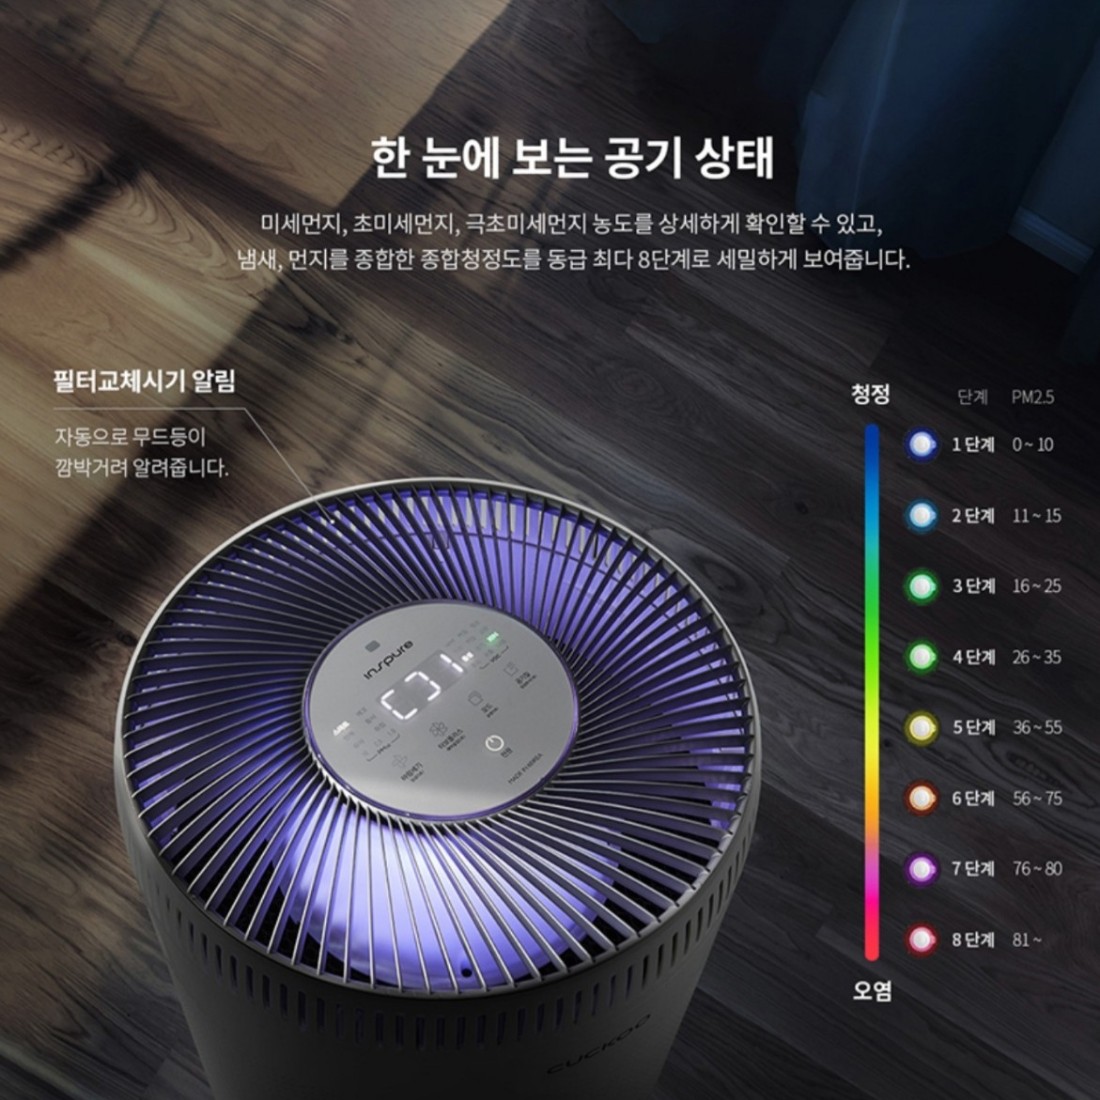 한 눈에 보는 공기 상태
미세먼지, 초미세먼지, 극초미세먼지 농도를 상세하게 확인할 수 있고,
냄새, 먼지를 종합한 종합청정도를 동급 최다 8단계로 세밀하게 보여줍니다.
필터교체시기 알림
자동으로 무드등이
깜박거려 알려줍니다.
청정
단계 PM2.5
1 단계 0 ~ 10
2 단계 11 ~ 15
3 단계 16 ~ 25
4 단계 26 ~ 35
5 단계 36 ~ 55
6 단계 56 ~ 75
7 단계 76 ~ 80
8 단계 81 ~
오염
inspure
전원
MADE IN KOREA
CUCKOO